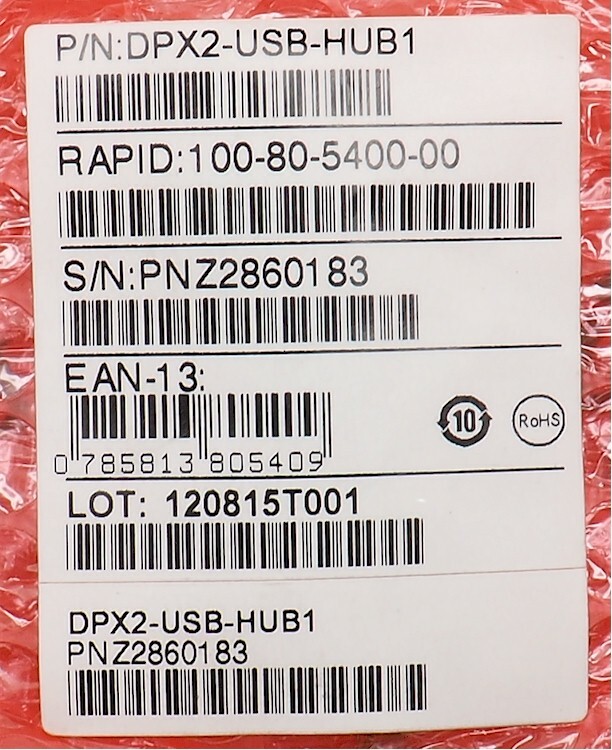 P/N:DPX2-USB-HUB1
RAPID:100-80-5400-00
S/N:PNZ2860183
EAN-13:
10 RoHS
0 785813 805409
LOT: 120815T001
DPX2-USB-HUB1
PNZ2860183